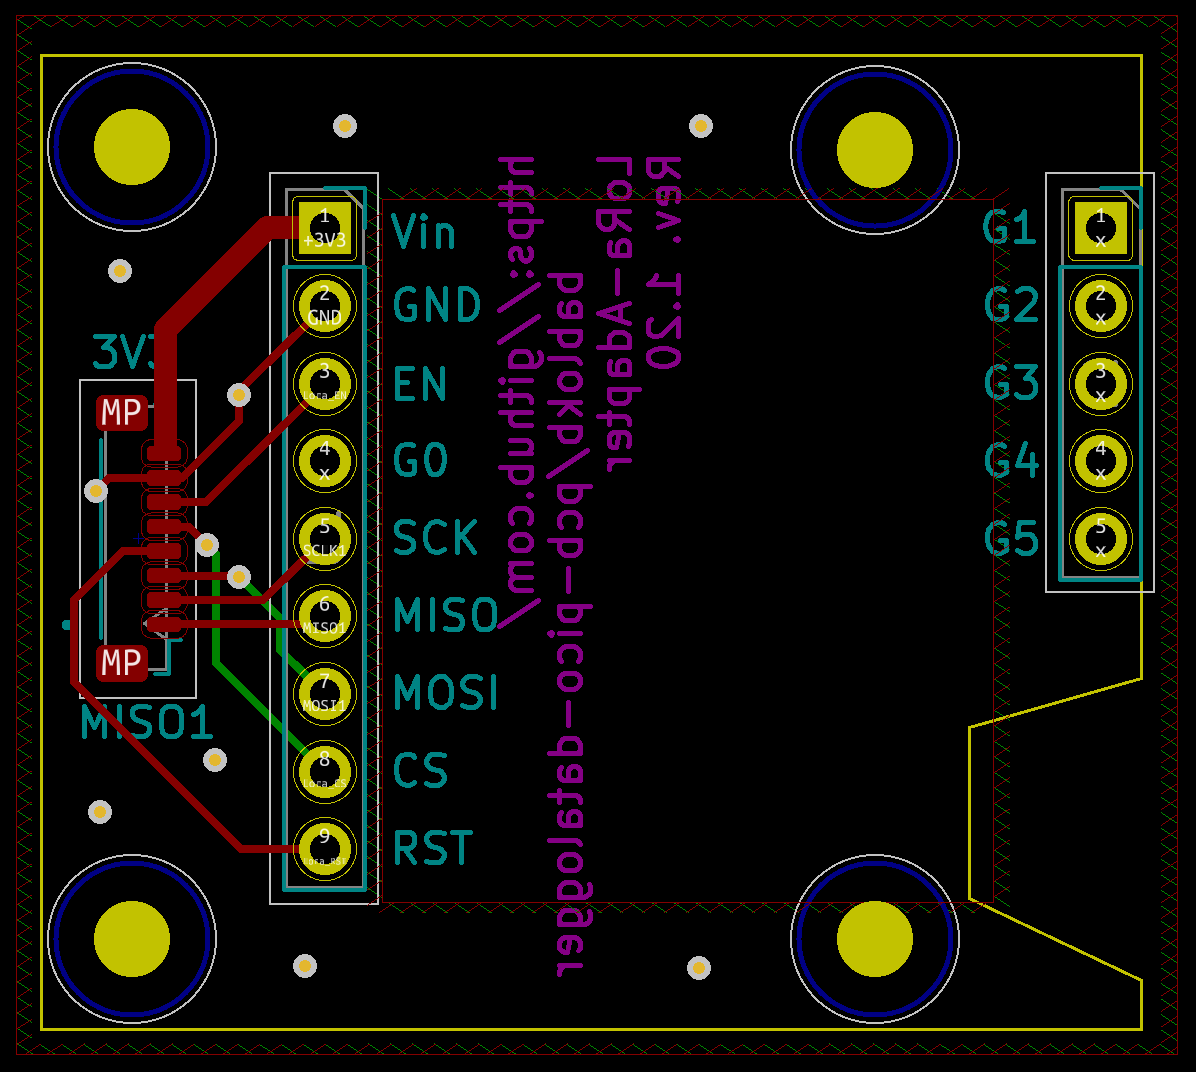 Rev. 1.20
LoRa-Adapter
pablokb/pcb-pico-datalogger
https://github.com/
1
+3V3
Vin
2
GND
GND
3
Lora_EN
EN
4
x
G0
5
SCLK1
SCK
6
MISO1
MISO
7
MOSI1
MOSI
8
Lora_CS
CS
9
Lora_RST
RST
3V3
MP
MP
MISO1
G1
1
x
G2
2
x
G3
3
x
G4
4
x
G5
5
x